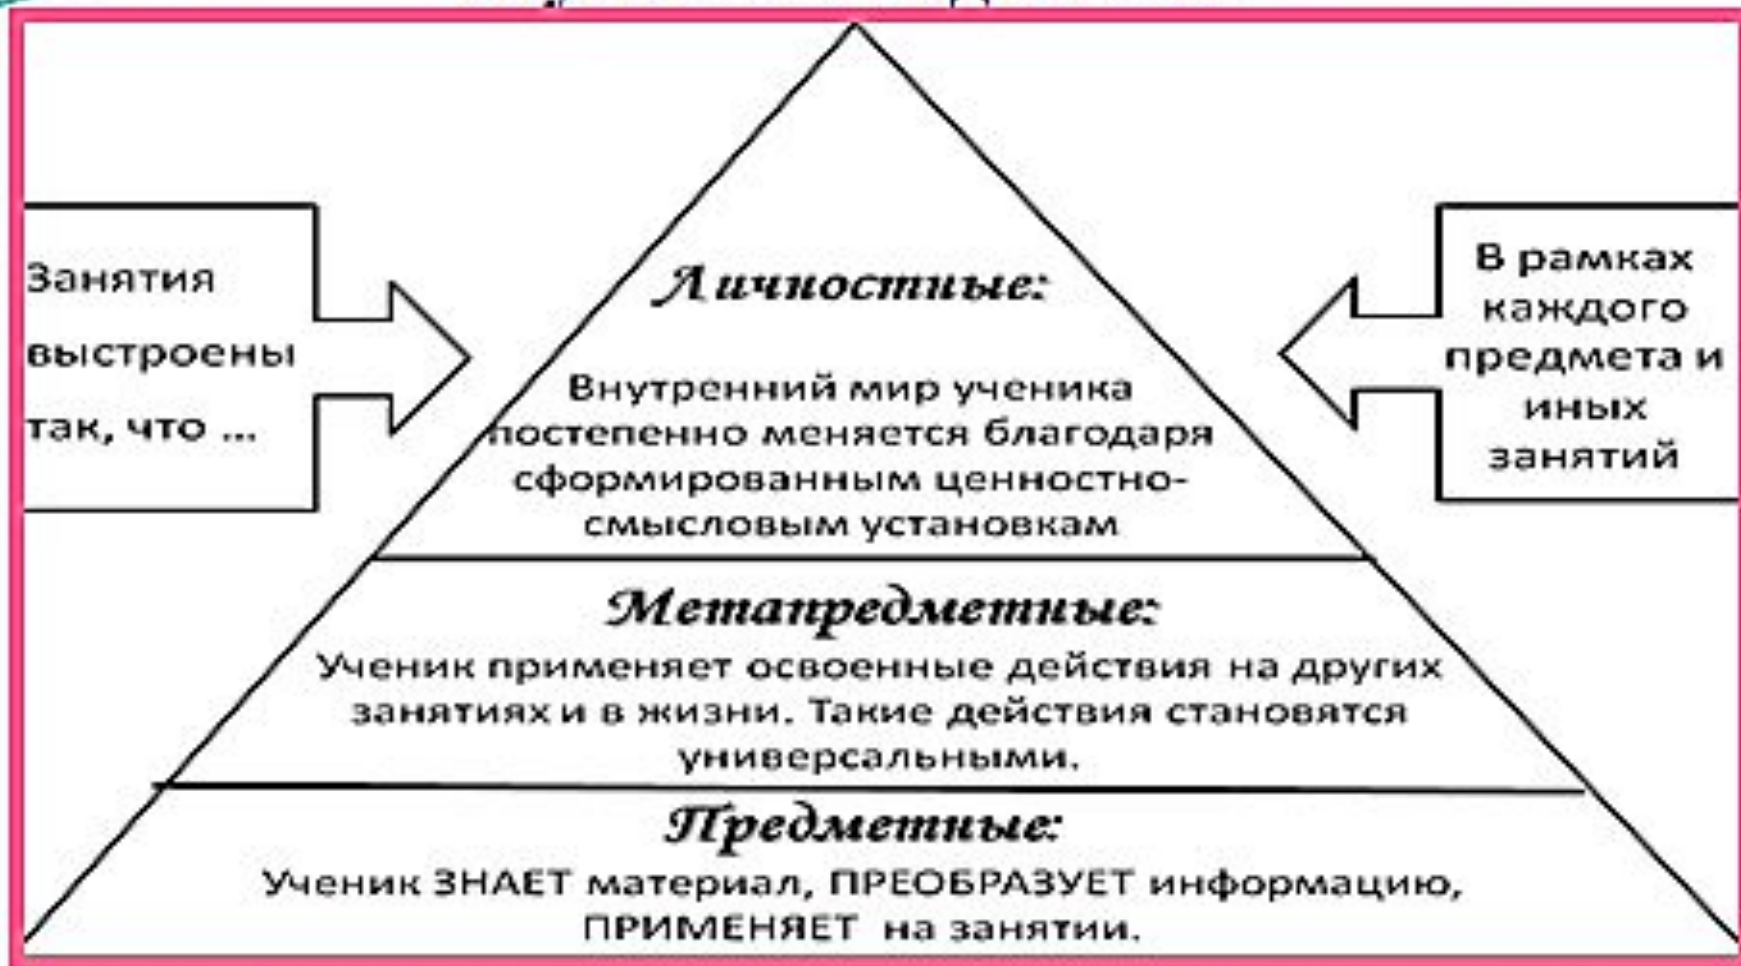 Занятия
выстроены
так, что ...
Личностные:
Внутренний мир ученика
постепенно меняется благодаря
сформированным ценностно-
смысловым установкам
В рамках
каждого
предмета и
иных
занятий
Метапредметные:
Ученик применяет освоенные действия на других
занятиях и в жизни. Такие действия становятся
универсальными.
Предметные:
Ученик ЗНАЕТ материал, ПРЕОБРАЗУЕТ информацию,
ПРИМЕНЯЕТ на занятии.